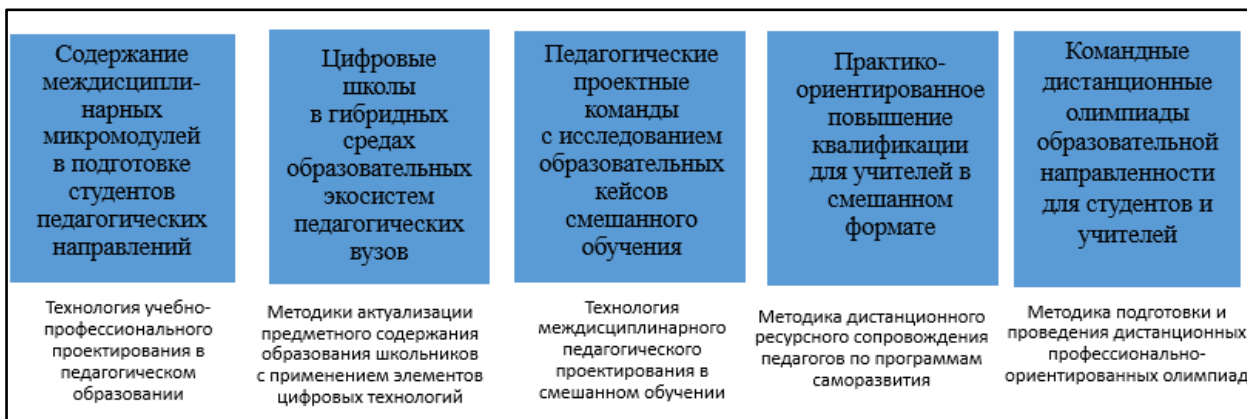 Содержание
междисципли-
нарных
микромодулей
в подготовке
студентов
педагогических
направлений
Цифровые
школы
в гибридных
средах
образовательных
экосистем
педагогических
вузов
Педагогические
проектные
команды
с исследованием
образовательных
кейсов
смешанного
обучения
Практико-
ориентированное
повышение
квалификации
для учителей в
смешанном
формате
Командные
дистанционные
олимпиады
образовательной
направленности
для студентов и
учителей
Технология учебно-
профессионального
проектирования в
педагогическом
образовании
Методики актуализации
предметного содержания
образования школьников
с применением элементов
цифровых технологий
Технология
междисциплинарного
педагогического
проектирования в
смешанном обучении
Методика дистанционного
ресурсного сопровождения
педагогов по программам
саморазвития
Методика подготовки и
проведения дистанционных
профессионально-
ориентированных олимпиад